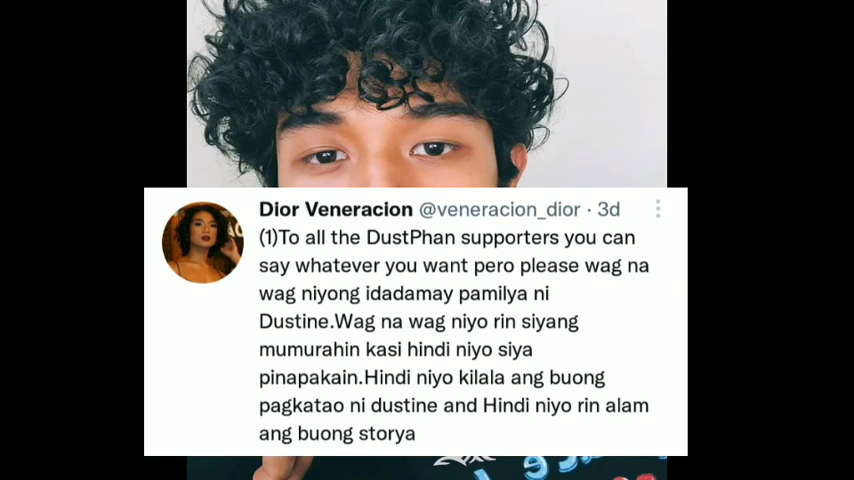 Dior Veneracion @veneracion_dior · 3d
(1)To all the DustPhan supporters you can
say whatever you want pero please wag na
wag niyong idadamay pamilya ni
Dustine.Wag na wag niyo rin siyang
mumurahin kasi hindi niyo siya
pinapakain.Hindi niyo kilala ang buong
pagkatao ni dustine and Hindi niyo rin alam
ang buong storya